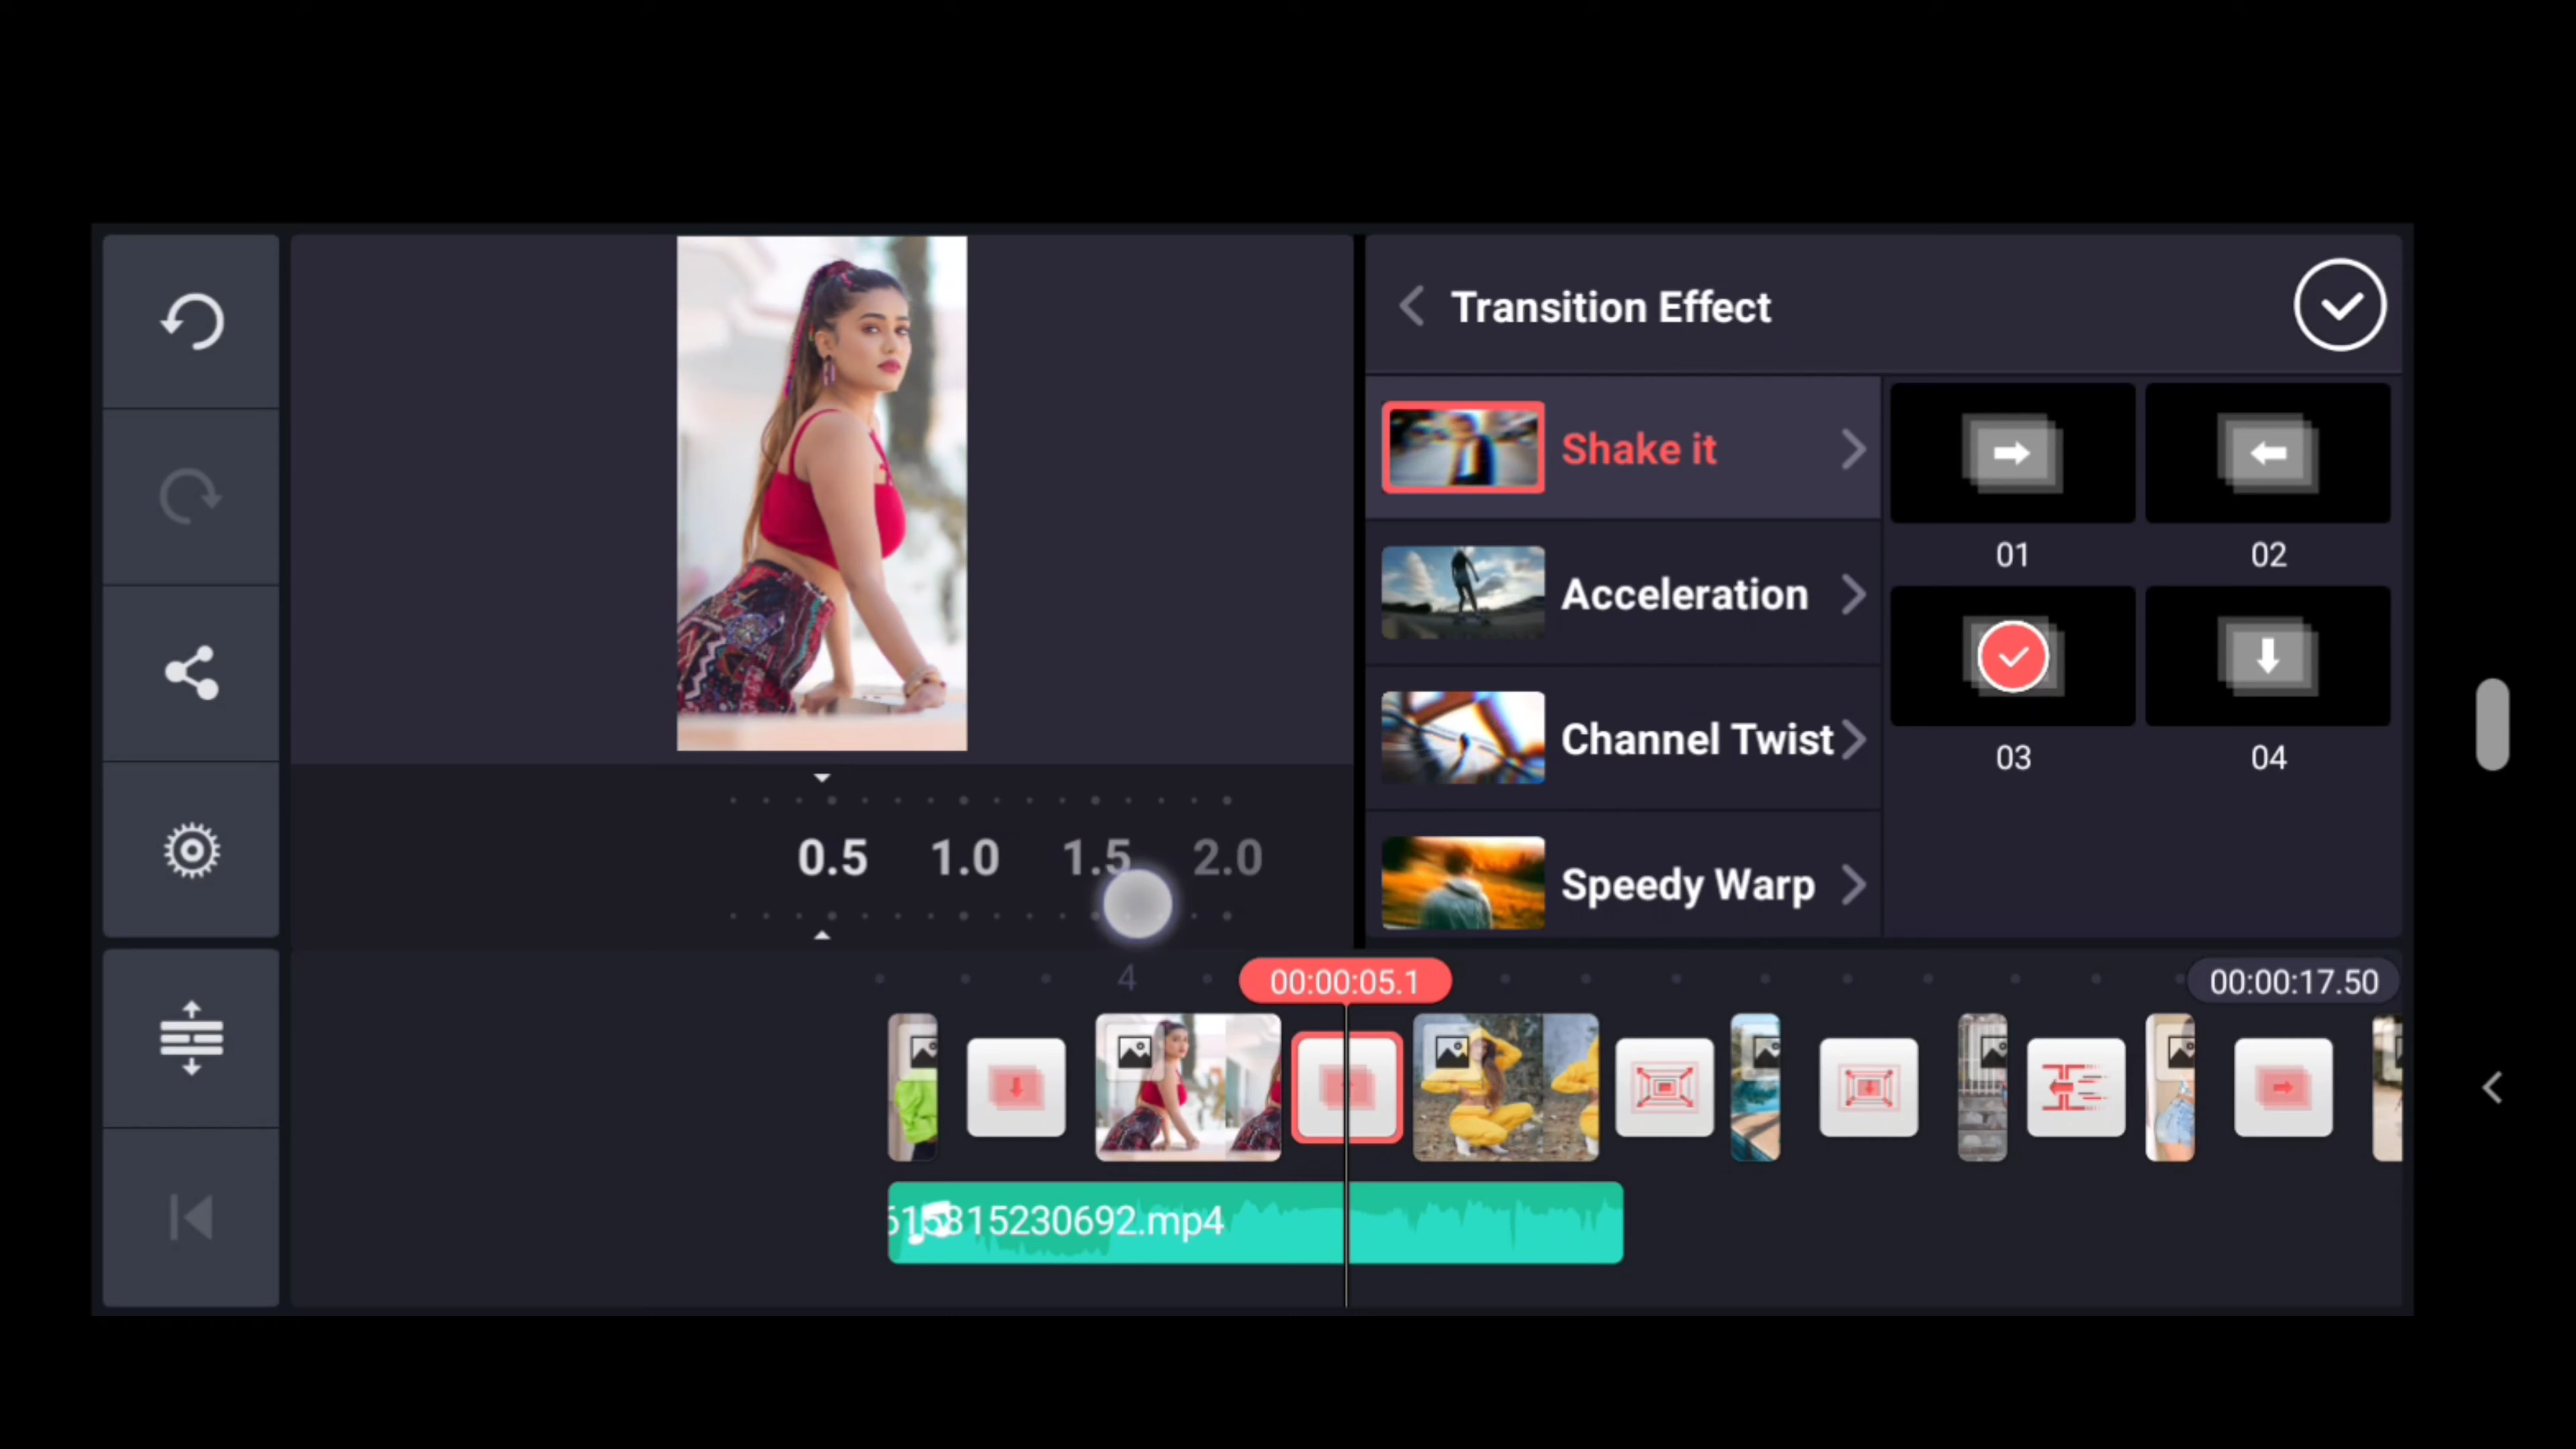 Transition Effect
Shake it
01
02
Acceleration
Channel Twist
03
04
Speedy Warp
0.5 1.0 1.5 2.0
4
00:00:05.1
00:00:17.50
615815230692.mp4